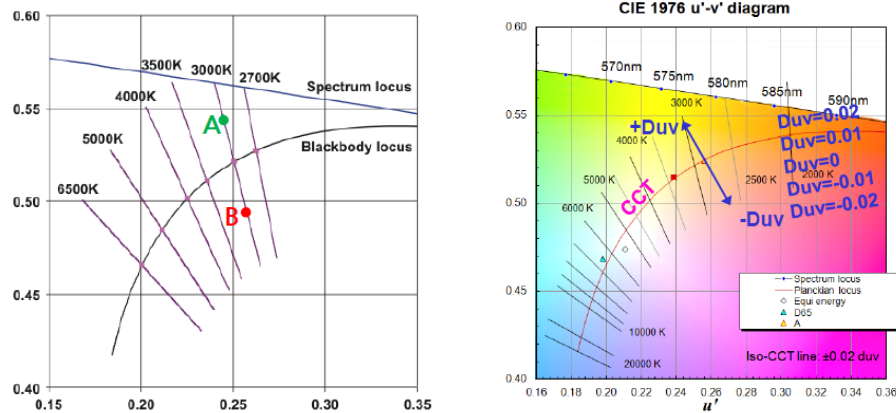 0.60
0.55
0.50
0.45
0.40
0.15
0.20
0.25
0.30
0.35
3500K
3000K
2700K
4000K
5000K
6500K
Spectrum locus
Blackbody locus
A
B
CIE 1976 u'-v' diagram
0.60
0.55
0.50
0.45
0.40
0.16
0.18
0.20
0.22
0.24
0.26
0.28
0.30
0.32
0.34
0.36
u'
570nm
575nm
580nm
585nm
590nm
3000 K
4000 K
5000 K
6000 K
2500 K
2000 K
10000 K
20000 K
+Duv
-Duv
CCT
Duv=0.02
Duv=0.01
Duv=0
Duv=-0.01
Duv=-0.02
Spectrum locus
Planckian locus
Equi energy
D65
A
Iso-CCT line: ±0.02 duv